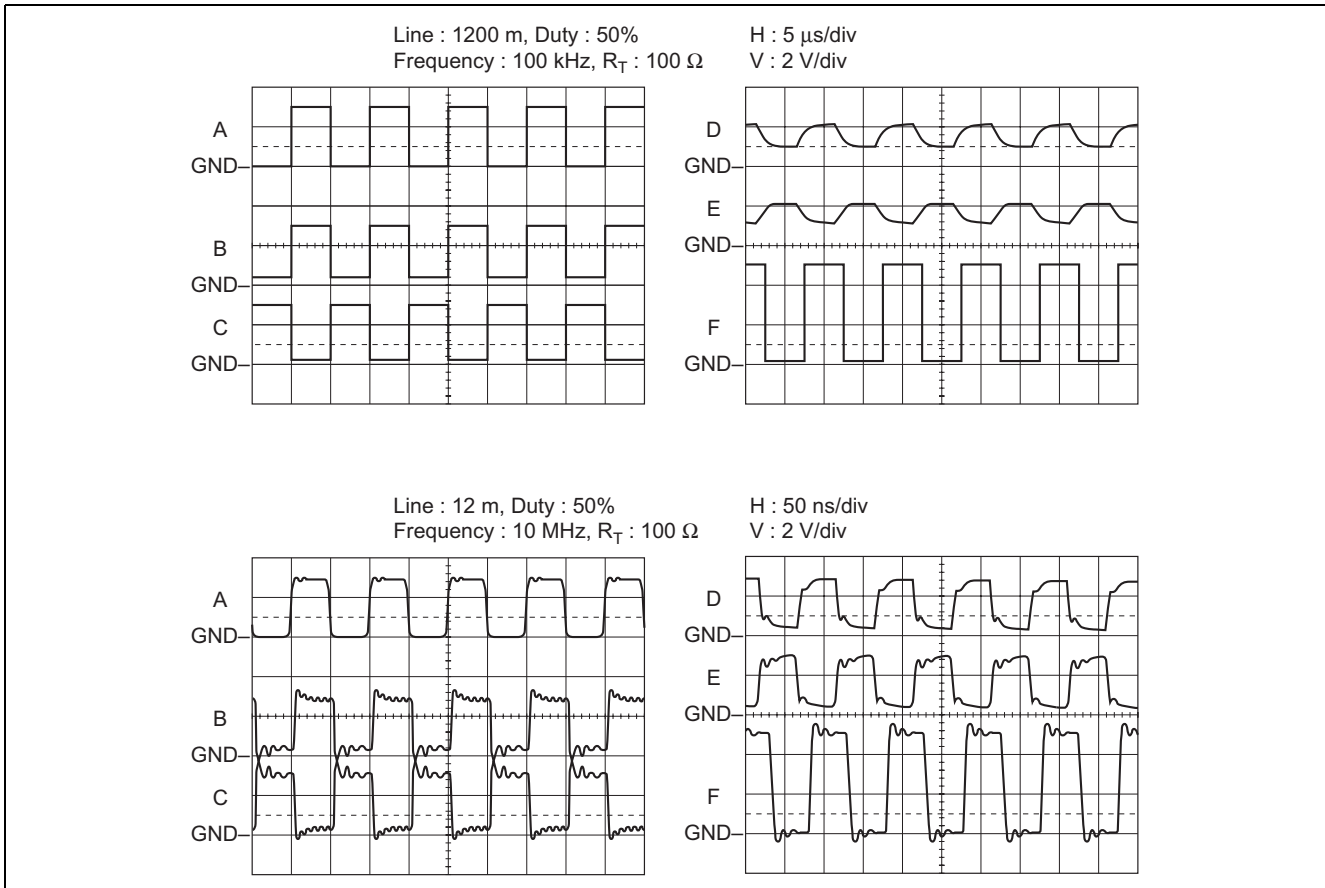 Line : 1200 m, Duty : 50%
Frequency : 100 kHz, R_T : 100 Ω
H : 5 μs/div
V : 2 V/div
A
GND
B
GND
C
GND
D
GND
E
GND
F
GND
Line : 12 m, Duty : 50%
Frequency : 10 MHz, R_T : 100 Ω
H : 50 ns/div
V : 2 V/div
A
GND
B
GND
C
GND
D
GND
E
GND
F
GND